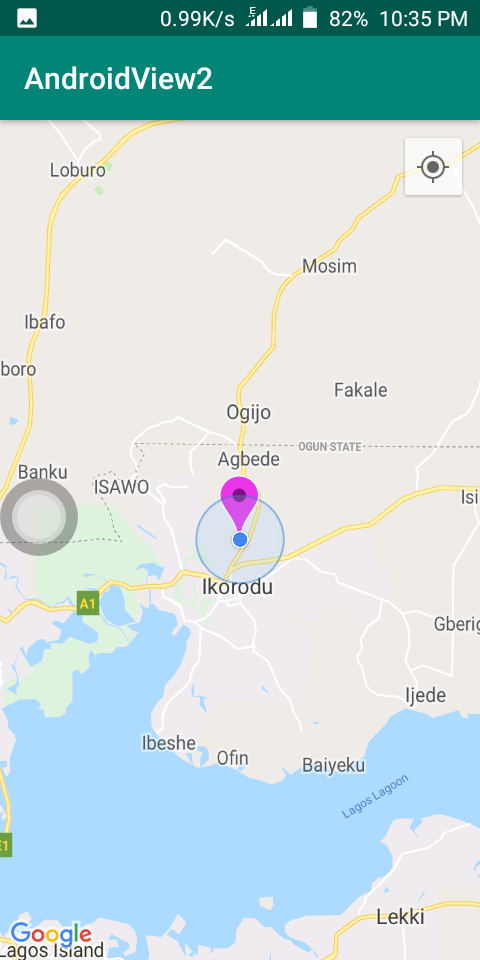 0.99K/s E 82% 10:35 PM
AndroidView2
Loburo
Mosim
Ibafo
boro
Fakale
Ogijo
OGUN STATE
Agbede
Banku
ISAWO
Isi
Ikorodu
A1
Gberig
Ijede
Ibeshe
Ofin
Baiyeku
Lagos Lagoon
E1
Lekki
Google
Lagos Island